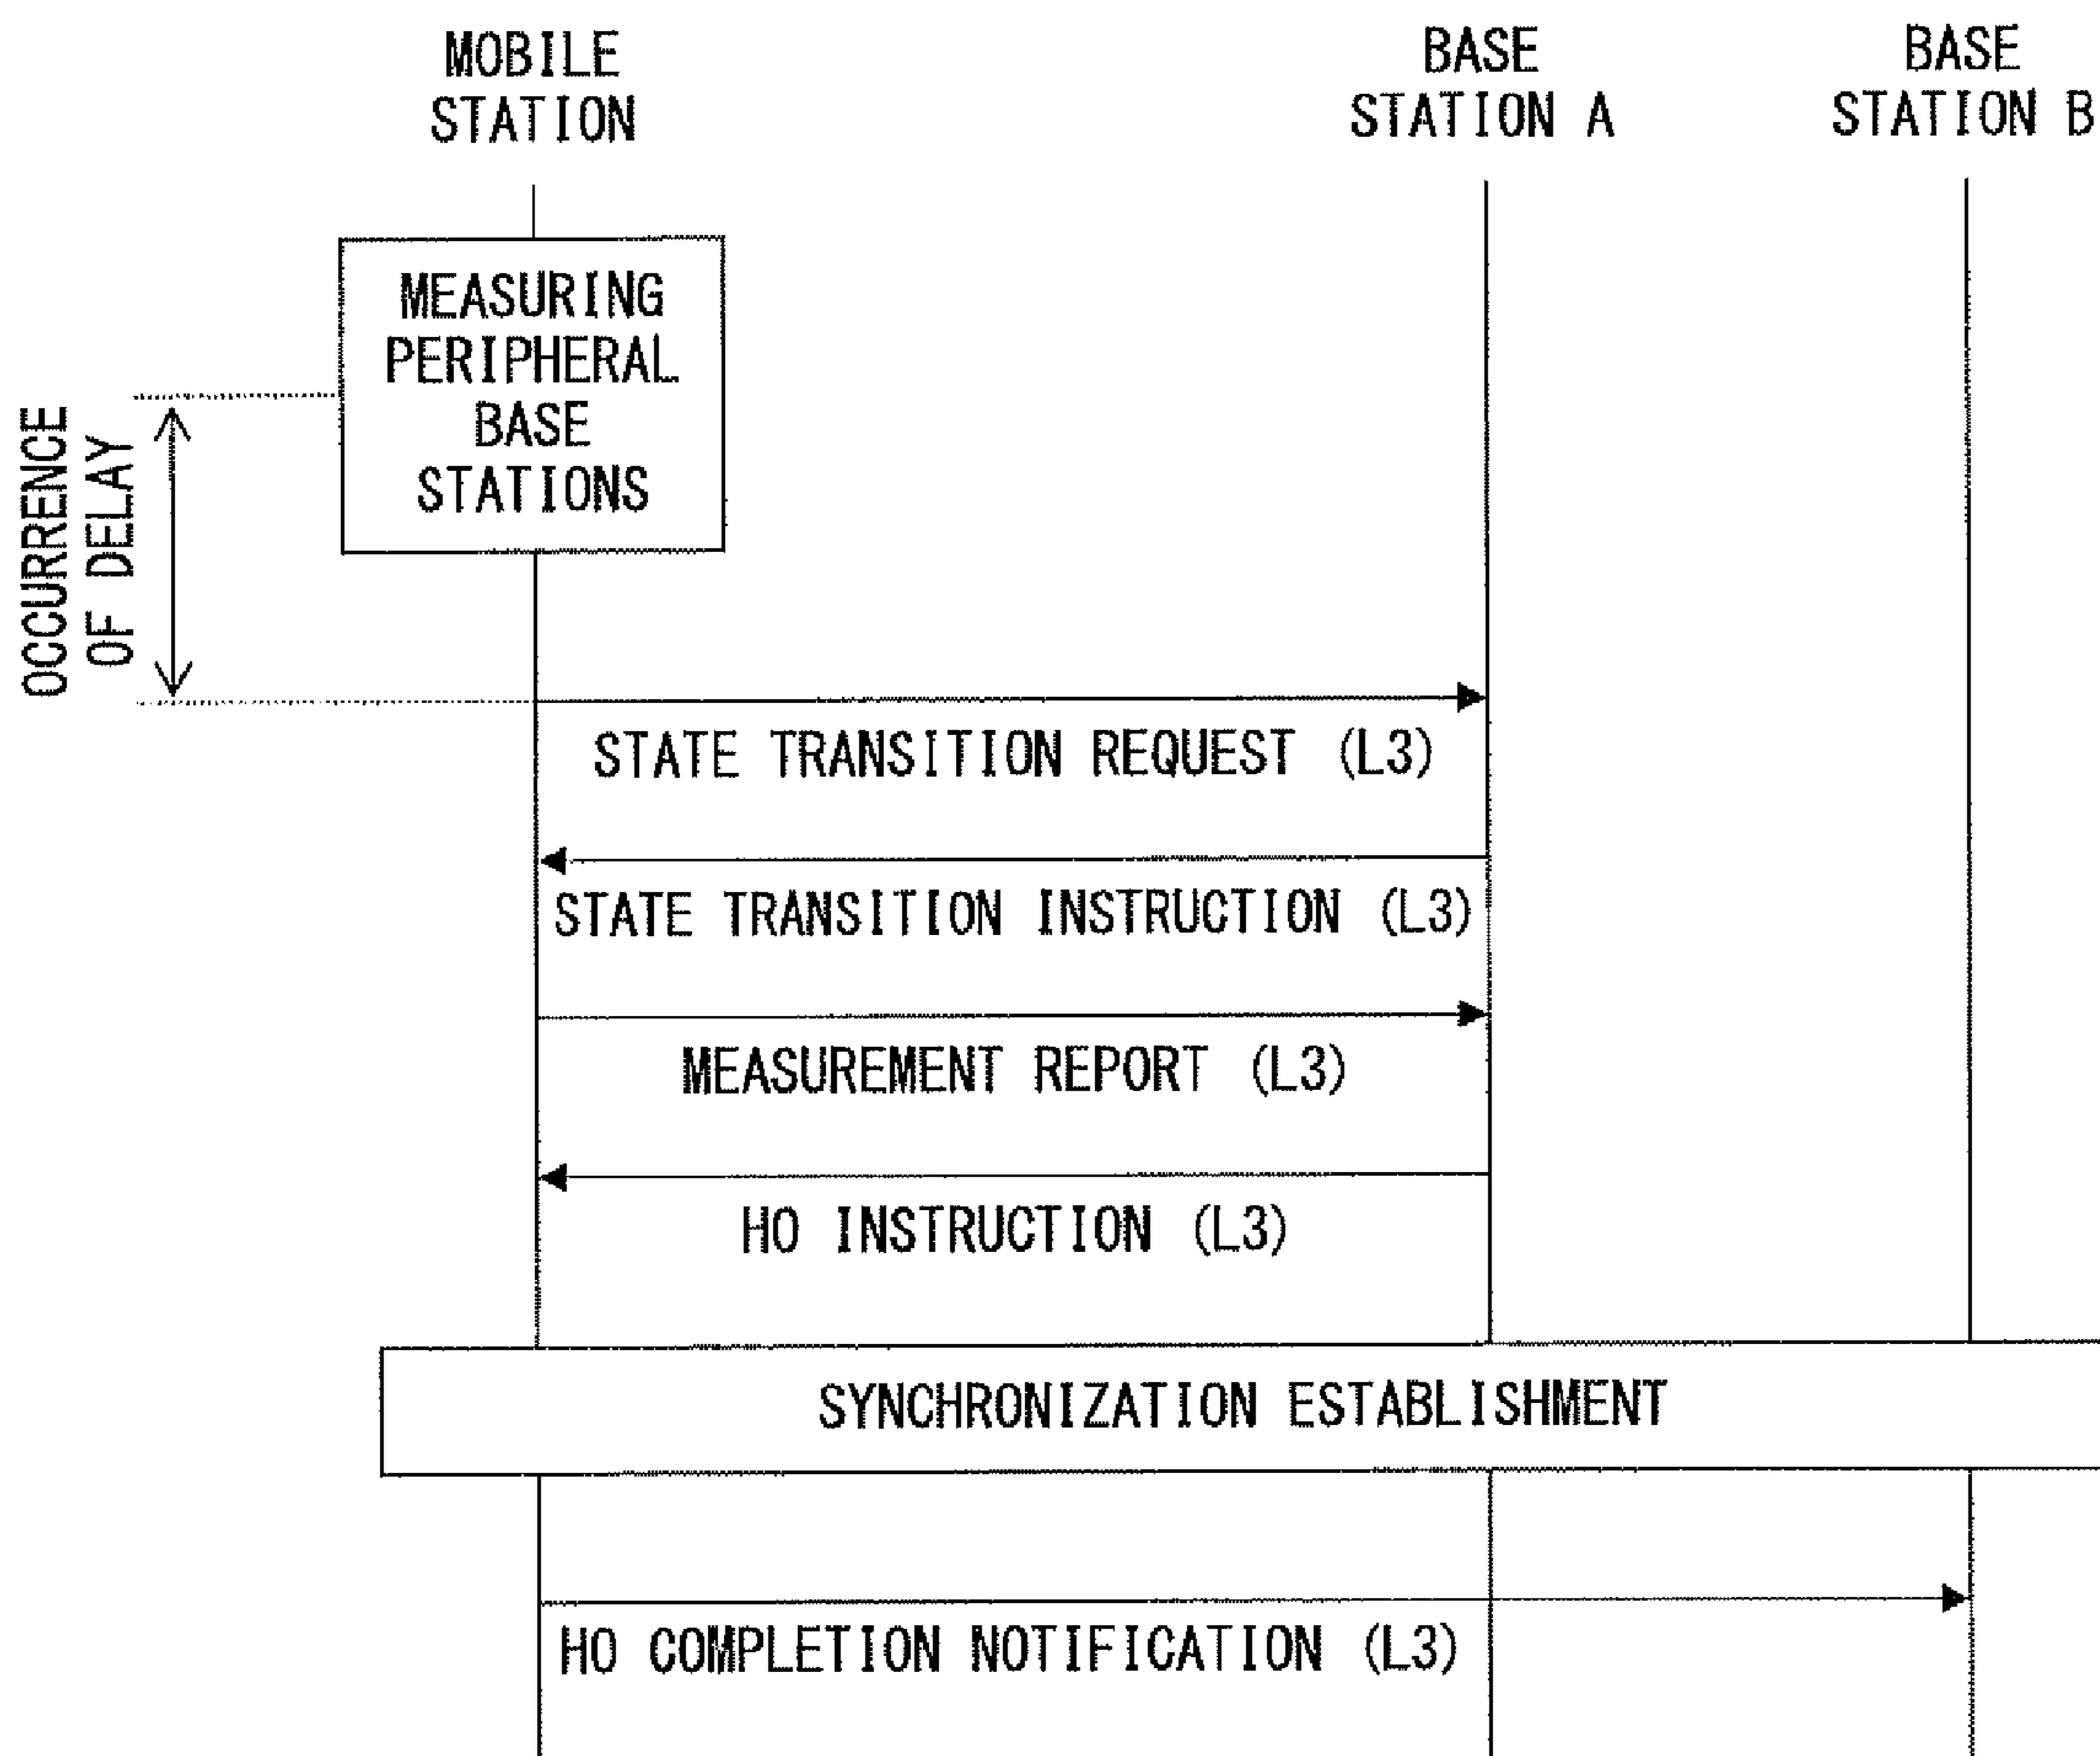 MOBILE
STATION
BASE
STATION A
BASE
STATION B
MEASURING
PERIPHERAL
BASE
STATIONS
OCCURRENCE
OF DELAY
STATE TRANSITION REQUEST (L3)
STATE TRANSITION INSTRUCTION (L3)
MEASUREMENT REPORT (L3)
HO INSTRUCTION (L3)
SYNCHRONIZATION ESTABLISHMENT
HO COMPLETION NOTIFICATION (L3)